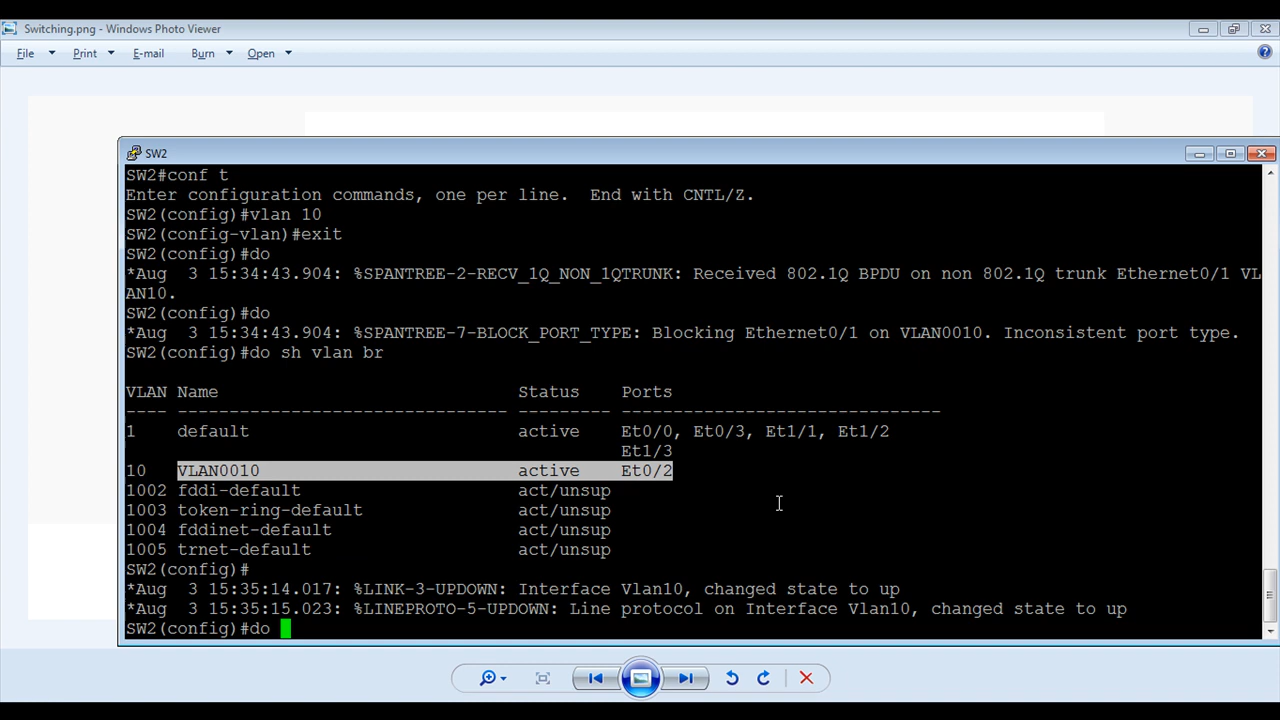 Switching.png - Windows Photo Viewer
File Print E-mail Burn Open
SW2
SW2#conf t
Enter configuration commands, one per line.  End with CNTL/Z.
SW2(config)#vlan 10
SW2(config-vlan)#exit
SW2(config)#do
*Aug  3 15:34:43.904: %SPANTREE-2-RECV_1Q_NON_1QTRUNK: Received 802.1Q BPDU on non 802.1Q trunk Ethernet0/1 VL
AN10.
SW2(config)#do
*Aug  3 15:34:43.904: %SPANTREE-7-BLOCK_PORT_TYPE: Blocking Ethernet0/1 on VLAN0010. Inconsistent port type.
SW2(config)#do sh vlan br
VLAN Name                             Status    Ports
---- -------------------------------- --------- -------------------------------
1    default                          active    Et0/0, Et0/3, Et1/1, Et1/2
                                                Et1/3
10   VLAN0010                         active    Et0/2
1002 fddi-default                     act/unsup
1003 token-ring-default               act/unsup
1004 fddinet-default                  act/unsup
1005 trnet-default                    act/unsup
SW2(config)#
*Aug  3 15:35:14.017: %LINK-3-UPDOWN: Interface Vlan10, changed state to up
*Aug  3 15:35:15.023: %LINEPROTO-5-UPDOWN: Line protocol on Interface Vlan10, changed state to up
SW2(config)#do